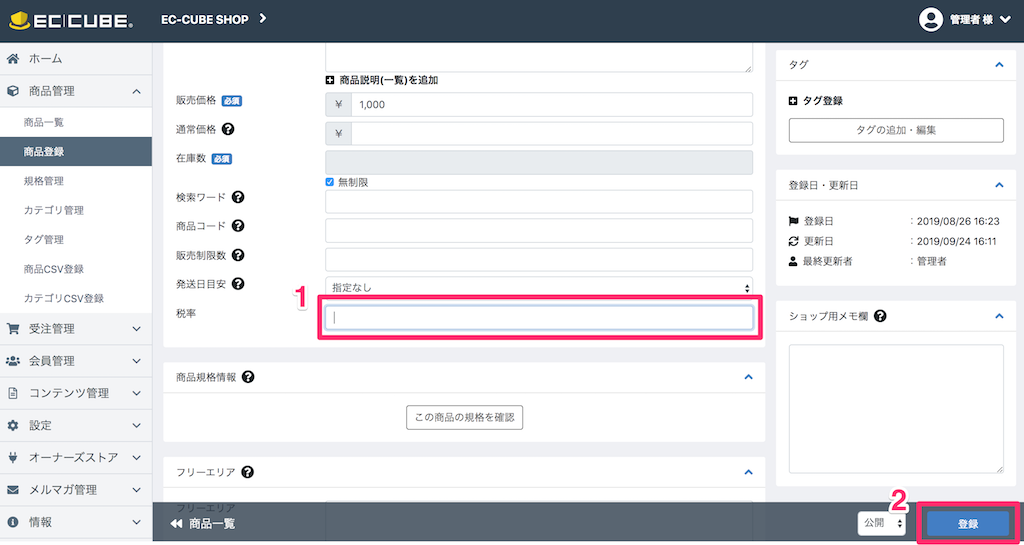 EC CUBE
EC-CUBE SHOP
管理者 様
ホーム
商品管理
商品一覧
商品登録
規格管理
カテゴリ管理
タグ管理
商品CSV登録
カテゴリCSV登録
受注管理
会員管理
コンテンツ管理
設定
オーナーズストア
メルマガ管理
情報
商品説明(一覧)を追加
販売価格 必須
¥ 1,000
通常価格 ?
¥
在庫数 必須
無制限
検索ワード ?
商品コード ?
販売制限数 ?
発送日目安 ?
指定なし
1
税率
商品規格情報 ?
この商品の規格を確認
フリーエリア ?
フリーエリア
商品一覧
タグ
タグ登録
タグの追加・編集
登録日・更新日
登録日 : 2019/08/26 16:23
更新日 : 2019/09/24 16:11
最終更新者 : 管理者
ショップ用メモ欄 ?
公開
2
登録